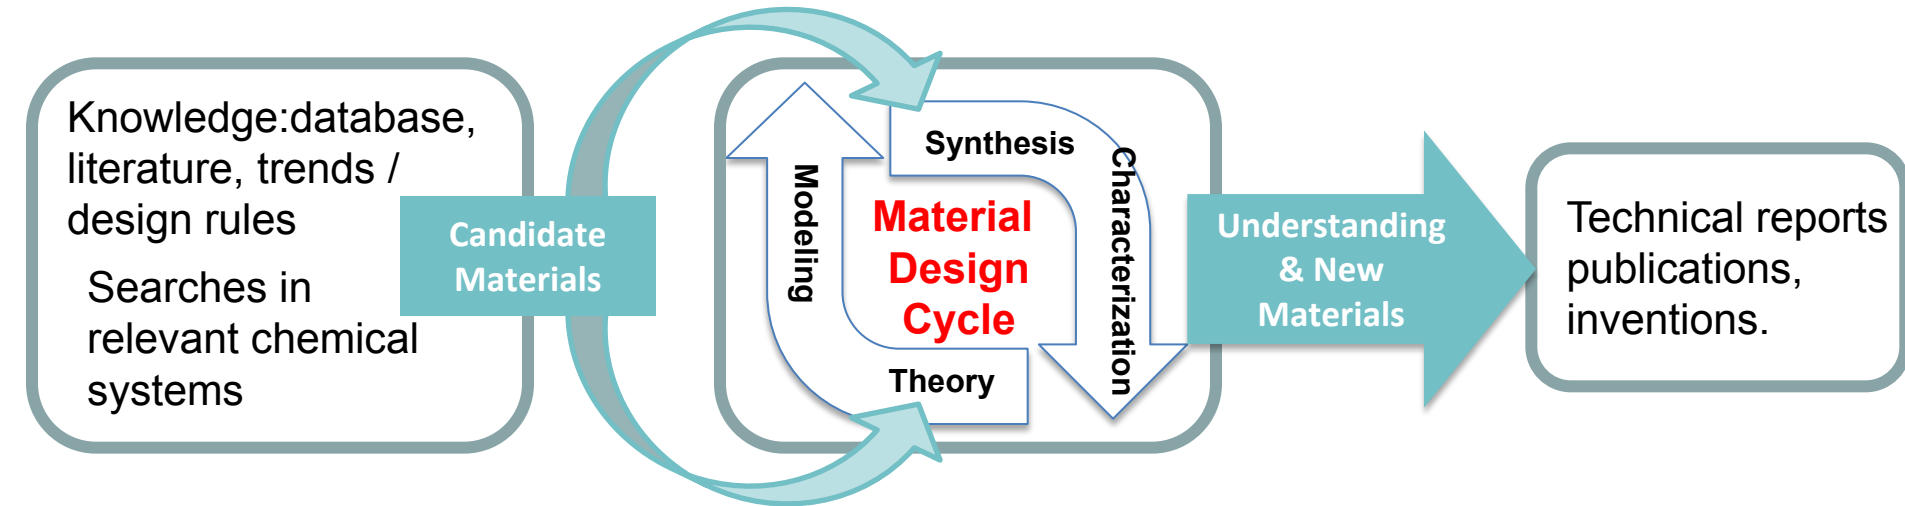 Knowledge:database,
literature, trends /
design rules
Searches in
relevant chemical
systems
Candidate
Materials
Modeling
Synthesis
Characterization
Material
Design
Cycle
Theory
Understanding
& New
Materials
Technical reports
publications,
inventions.